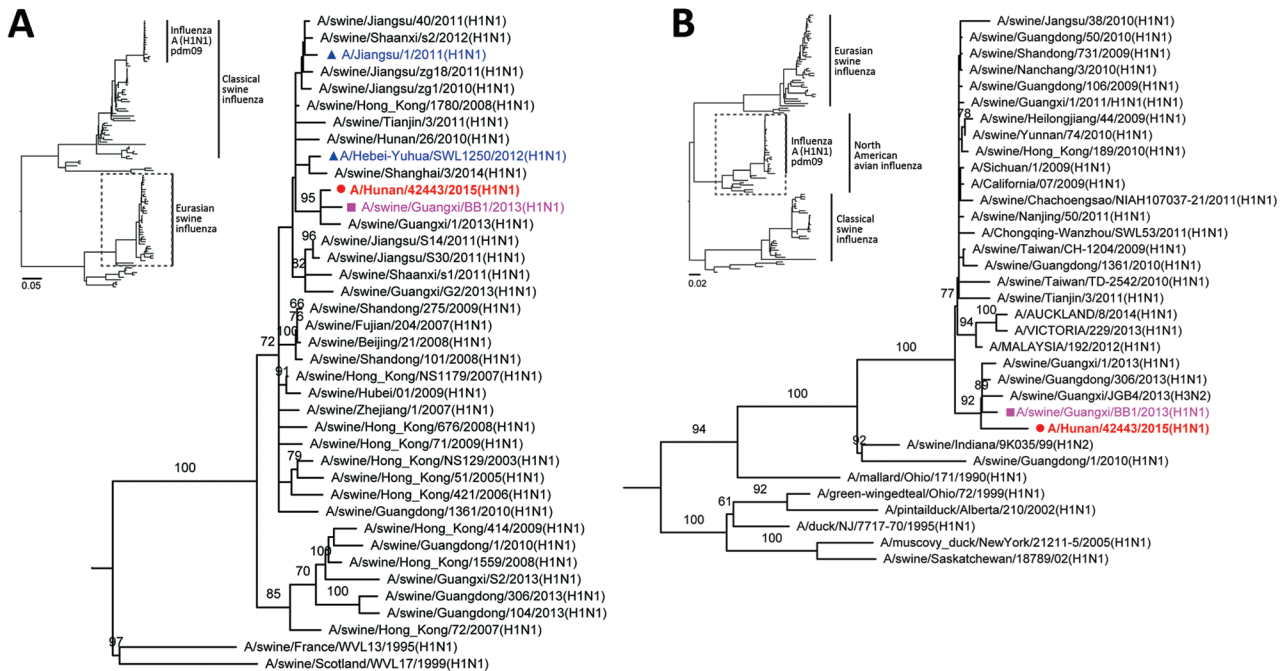 A
Influenza
A (H1N1)
pdm09
Classical
swine
influenza
Eurasian
swine
influenza
0.05
A/swine/Jiangsu/40/2011(H1N1)
A/swine/Shaanxi/s2/2012(H1N1)
A/Jiangsu/1/2011(H1N1)
A/swine/Jiangsu/zg18/2011(H1N1)
A/swine/Jiangsu/zg1/2010(H1N1)
A/swine/Hong_Kong/1780/2008(H1N1)
A/swine/Tianjin/3/2011(H1N1)
A/swine/Hunan/26/2010(H1N1)
A/Hebei-Yuhua/SWL1250/2012(H1N1)
A/swine/Shanghai/3/2014(H1N1)
95
A/Hunan/42443/2015(H1N1)
A/swine/Guangxi/BB1/2013(H1N1)
A/swine/Guangxi/1/2013(H1N1)
96
A/swine/Jiangsu/S14/2011(H1N1)
A/swine/Jiangsu/S30/2011(H1N1)
82
A/swine/Shaanxi/s1/2011(H1N1)
A/swine/Guangxi/G2/2013(H1N1)
66
A/swine/Shandong/275/2009(H1N1)
76
A/swine/Fujian/204/2007(H1N1)
100
A/swine/Beijing/21/2008(H1N1)
72
A/swine/Shandong/101/2008(H1N1)
91
A/swine/Hong_Kong/NS1179/2007(H1N1)
A/swine/Hubei/01/2009(H1N1)
A/swine/Zhejiang/1/2007(H1N1)
A/swine/Hong_Kong/676/2008(H1N1)
A/swine/Hong_Kong/71/2009(H1N1)
79
A/swine/Hong_Kong/NS129/2003(H1N1)
100
A/swine/Hong_Kong/51/2005(H1N1)
A/swine/Hong_Kong/421/2006(H1N1)
A/swine/Guangdong/1361/2010(H1N1)
A/swine/Hong_Kong/414/2009(H1N1)
100
A/swine/Guangdong/1/2010(H1N1)
A/swine/Hong_Kong/1559/2008(H1N1)
70
A/swine/Guangxi/S2/2013(H1N1)
85
100
A/swine/Guangdong/306/2013(H1N1)
A/swine/Guangdong/104/2013(H1N1)
A/swine/Hong_Kong/72/2007(H1N1)
97
A/swine/France/WVL13/1995(H1N1)
A/swine/Scotland/WVL17/1999(H1N1)
B
Eurasian
swine
influenza
Influenza
A (H1N1)
pdm09
North
American
avian influenza
Classical
swine
influenza
0.02
A/swine/Jangsu/38/2010(H1N1)
A/swine/Guangdong/50/2010(H1N1)
A/swine/Shandong/731/2009(H1N1)
A/swine/Nanchang/3/2010(H1N1)
A/swine/Guangdong/106/2009(H1N1)
A/swine/Guangxi/1/2011/H1N1(H1N1)
78
A/swine/Heilongjiang/44/2009(H1N1)
A/swine/Yunnan/74/2010(H1N1)
A/swine/Hong_Kong/189/2010(H1N1)
A/Sichuan/1/2009(H1N1)
A/California/07/2009(H1N1)
A/swine/Chachoengsao/NIAH107037-21/2011(H1N1)
A/swine/Nanjing/50/2011(H1N1)
A/Chongqing-Wanzhou/SWL53/2011(H1N1)
A/swine/Taiwan/CH-1204/2009(H1N1)
A/swine/Guangdong/1361/2010(H1N1)
A/swine/Taiwan/TD-2542/2010(H1N1)
77
A/swine/Tianjin/3/2011(H1N1)
100
A/AUCKLAND/8/2014(H1N1)
94
A/VICTORIA/229/2013(H1N1)
A/MALAYSIA/192/2012(H1N1)
100
A/swine/Guangxi/1/2013(H1N1)
89
A/swine/Guangdong/306/2013(H1N1)
A/swine/Guangxi/JGB4/2013(H3N2)
92
100
A/swine/Guangxi/BB1/2013(H1N1)
A/Hunan/42443/2015(H1N1)
94
92
A/swine/Indiana/9K035/99(H1N2)
A/swine/Guangdong/1/2010(H1N1)
A/mallard/Ohio/171/1990(H1N1)
92
A/green-wingedteal/Ohio/72/1999(H1N1)
61
A/pintailduck/Alberta/210/2002(H1N1)
A/duck/NJ/7717-70/1995(H1N1)
100
100
A/muscovy_duck/NewYork/21211-5/2005(H1N1)
A/swine/Saskatchewan/18789/02(H1N1)